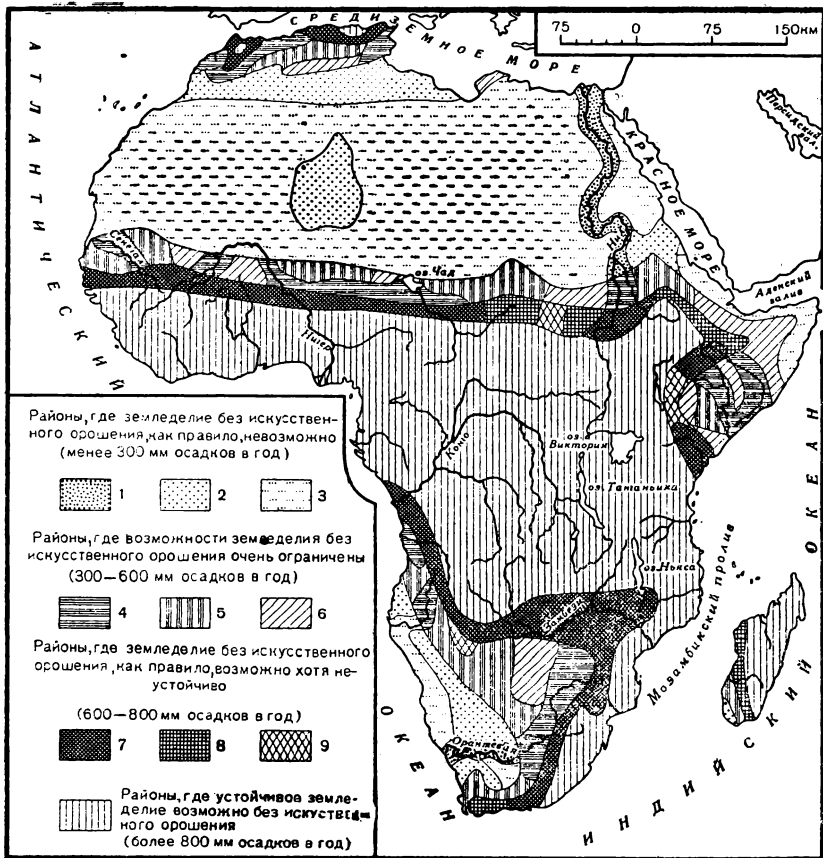 СРЕДИЗЕМНОЕ МОРЕ
75 0 75 150км
АТЛАНТИЧЕСКИЙ
ОКЕАН
Персидский зал.
КРАСНОЕ МОРЕ
Аденский
залив
Сенегал
оз. Чад
Нил
Нигер
Конго
оз.
Виктория
оз. Танганьика
оз. Ньяса
Замбези
Мозамбикский пролив
Оранжевая
ИНДИЙСКИЙ
ОКЕАН
Районы, где земледелие без искусствен-
ного орошения, как правило, невозможно
(менее 300 мм осадков в год)
1 2 3
Районы, где возможности земледелия без
искусственного орошения очень ограничены
(300—600 мм осадков в год)
4 5 6
Районы, где земледелие без искусственного
орошения, как правило, возможно хотя не-
устойчиво
(600—800 мм осадков в год)
7 8 9
Районы, где устойчивое земле-
делие возможно без искуствен-
ного орошения
(более 800 мм осадков в год)